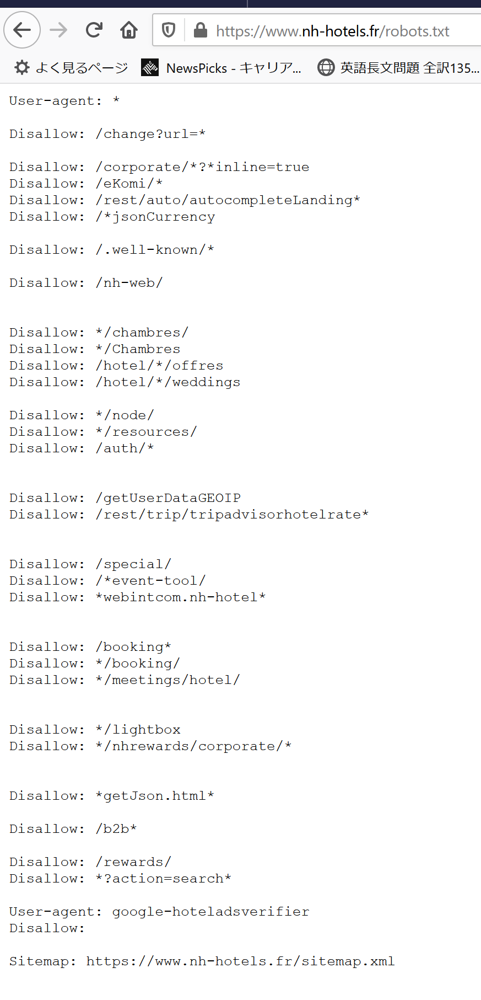 https://www.nh-hotels.fr/robots.txt
よく見るページ NewsPicks - キャリア... 英語長文問題 全訳135...
User-agent: *
Disallow: /change?url=*
Disallow: /corporate/*?*inline=true
Disallow: /eKomi/*
Disallow: /rest/auto/autocompleteLanding*
Disallow: /*jsonCurrency
Disallow: /.well-known/*
Disallow: /nh-web/
Disallow: */chambres/
Disallow: */Chambres
Disallow: /hotel/*/offres
Disallow: /hotel/*/weddings
Disallow: */node/
Disallow: */resources/
Disallow: /auth/*
Disallow: /getUserDataGEOIP
Disallow: /rest/trip/tripadvisorhotelrate*
Disallow: /special/
Disallow: /*event-tool/
Disallow: *webintcom.nh-hotel*
Disallow: /booking*
Disallow: */booking/
Disallow: */meetings/hotel/
Disallow: */lightbox
Disallow: */nhrewards/corporate/*
Disallow: *getJson.html*
Disallow: /b2b*
Disallow: /rewards/
Disallow: *?action=search*
User-agent: google-hoteladsverifier
Disallow:
Sitemap: https://www.nh-hotels.fr/sitemap.xml